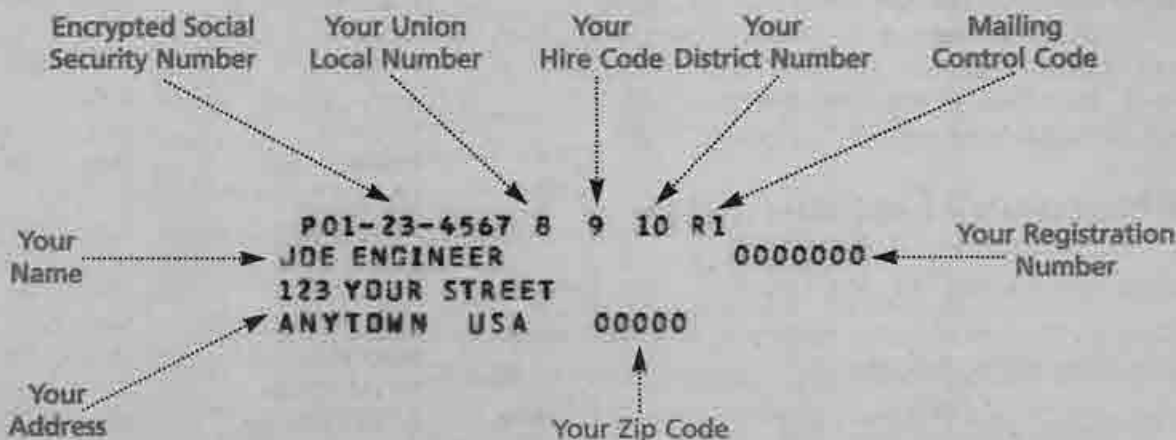 Encrypted Social Security Number
Your Union Local Number
Your Hire Code
Your District Number
Mailing Control Code
P01-23-4567 8 9 10 R1
Your Name
JOE ENGINEER
0000000
Your Registration Number
123 YOUR STREET
ANYTOWN USA 00000
Your Address
Your Zip Code